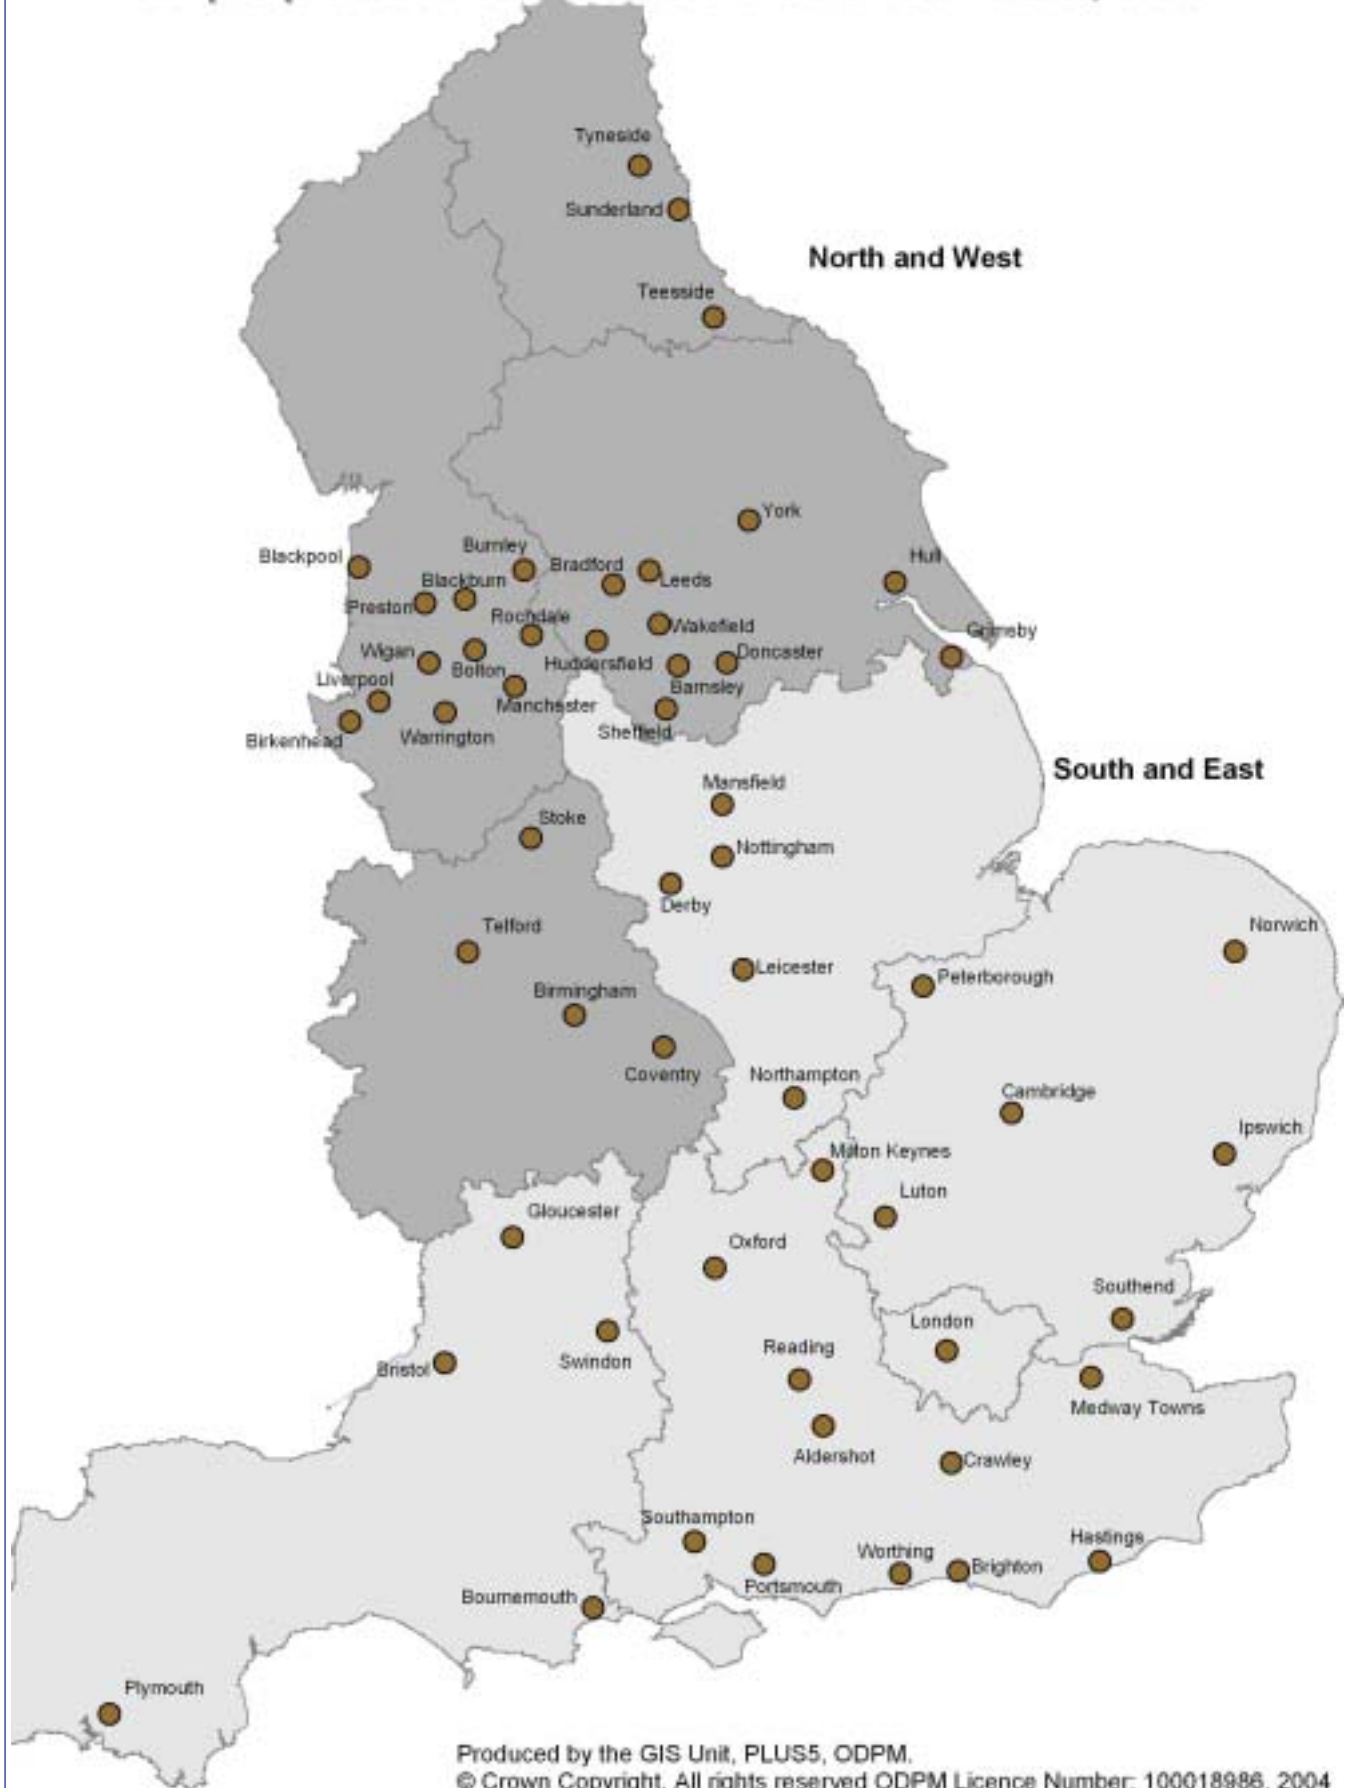 Tyneside
Sunderland
North and West
Teesside
York
Blackpool
Burnley
Bradford
Hull
Blackburn
Leeds
Preston
Rochdale
Wakefield
Grimsby
Wigan
Bolton
Huddersfield
Doncaster
Liverpool
Barnsley
Manchester
Birkenhead
Warrington
Sheffield
South and East
Mansfield
Stoke
Nottingham
Derby
Telford
Norwich
Leicester
Peterborough
Birmingham
Coventry
Northampton
Cambridge
Ipswich
Milton Keynes
Luton
Gloucester
Oxford
Southend
London
Reading
Swindon
Bristol
Medway Towns
Aldershot
Crawley
Southampton
Hastings
Worthing
Brighton
Portsmouth
Bournemouth
Plymouth
Produced by the GIS Unit, PLUS5, ODPM.
© Crown Copyright. All rights reserved ODPM Licence Number: 100018986, 2004